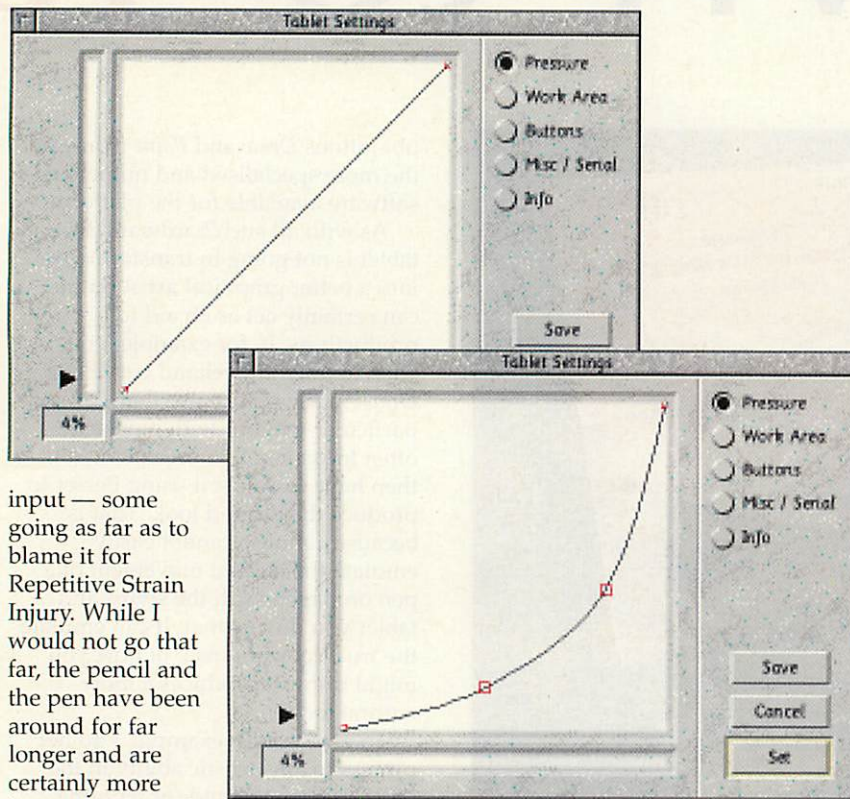 Tablet Settings
Pressure
Work Area
Buttons
Misc / Serial
Info
Save
4%
Tablet Settings
Pressure
Work Area
Buttons
Misc / Serial
Info
Save
Cancel
Set
4%
input — some
going as far as to
blame it for
Repetitive Strain
Injury. While I
would not go that
far, the pencil and
the pen have been
around for far
longer and are
certainly more